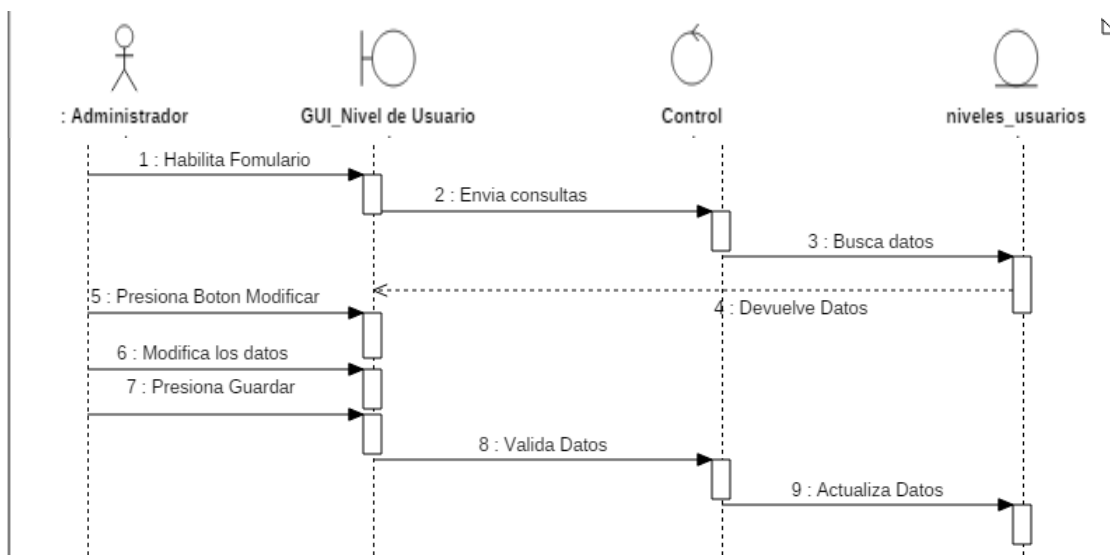 : Administrador
GUI_Nivel de Usuario
Control
niveles_usuarios
1 : Habilita Fomulario
2 : Envia consultas
3 : Busca datos
4 : Devuelve Datos
5 : Presiona Boton Modificar
6 : Modifica los datos
7 : Presiona Guardar
8 : Valida Datos
9 : Actualiza Datos